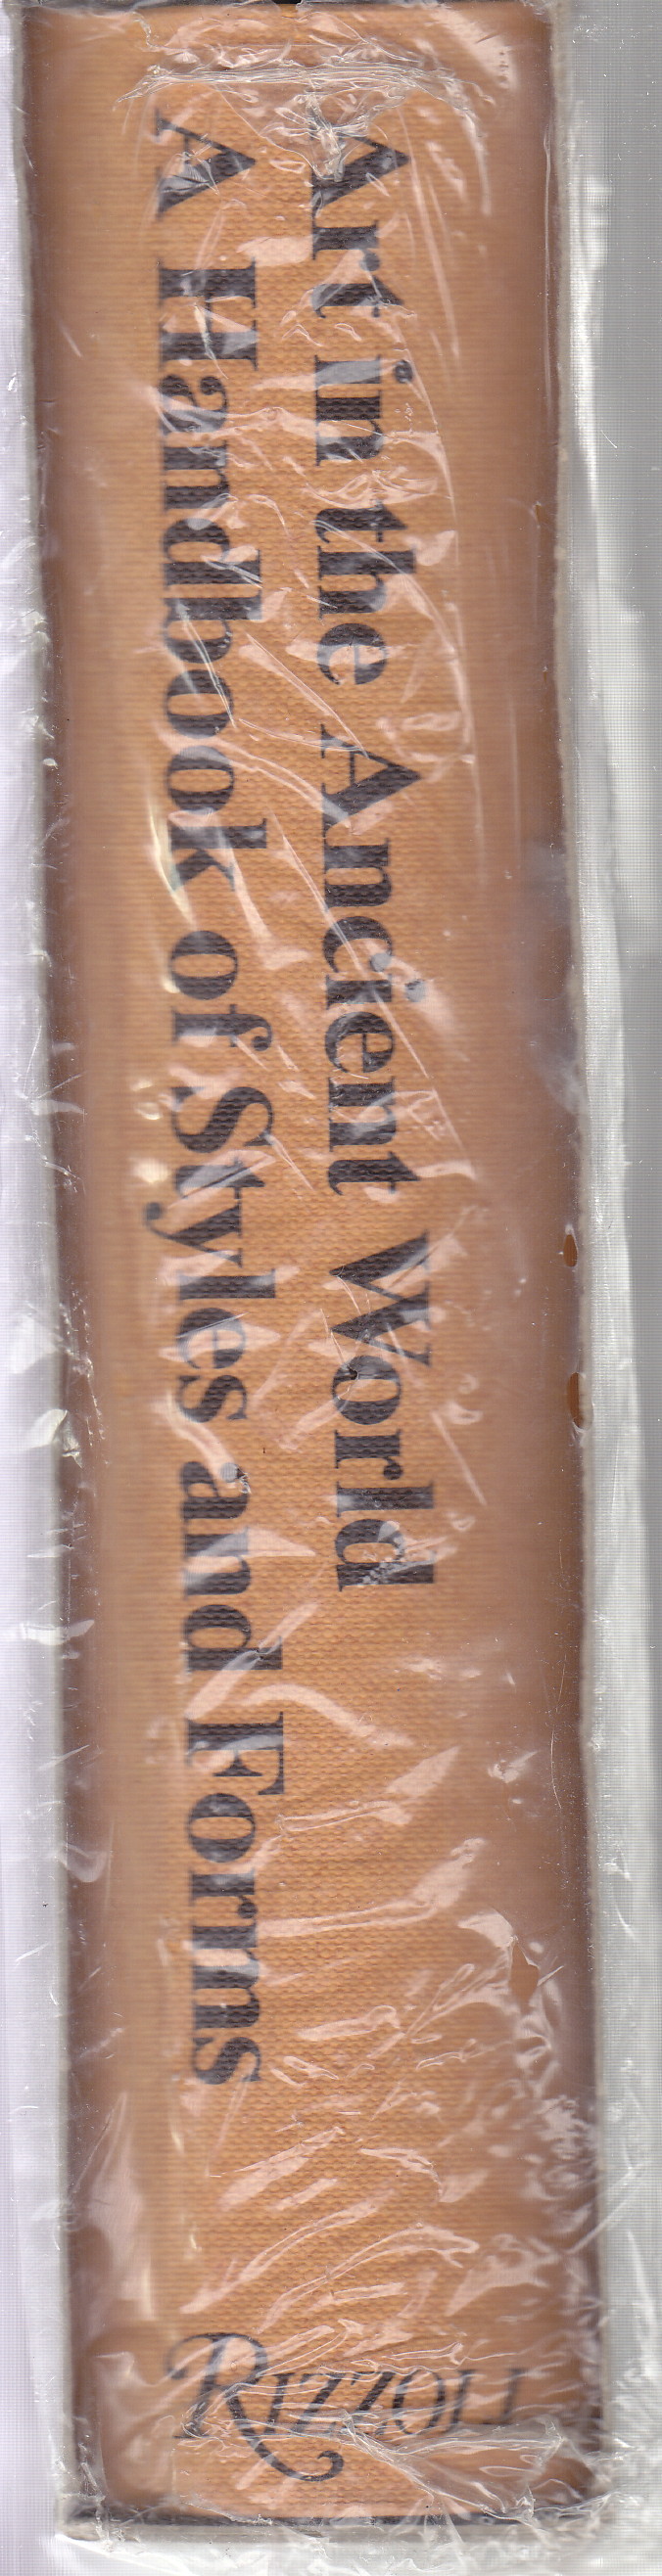 Art in the Ancient World
A Handbook of Styles and Forms
RIZZOLI